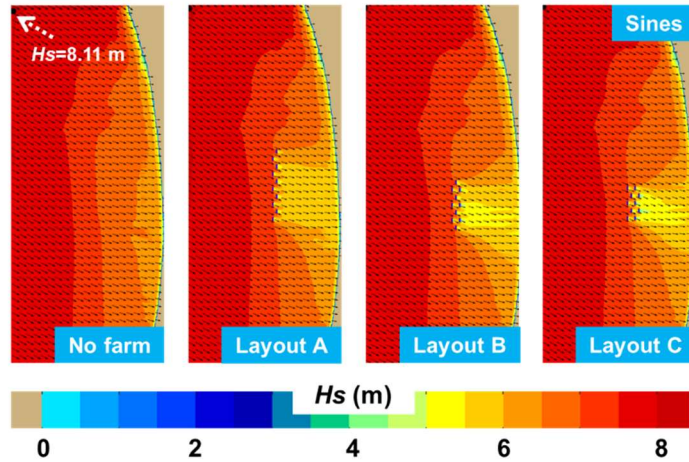 Sines
Hs=8.11 m
No farm
Layout A
Layout B
Layout C
Hs (m)
0 2 4 6 8